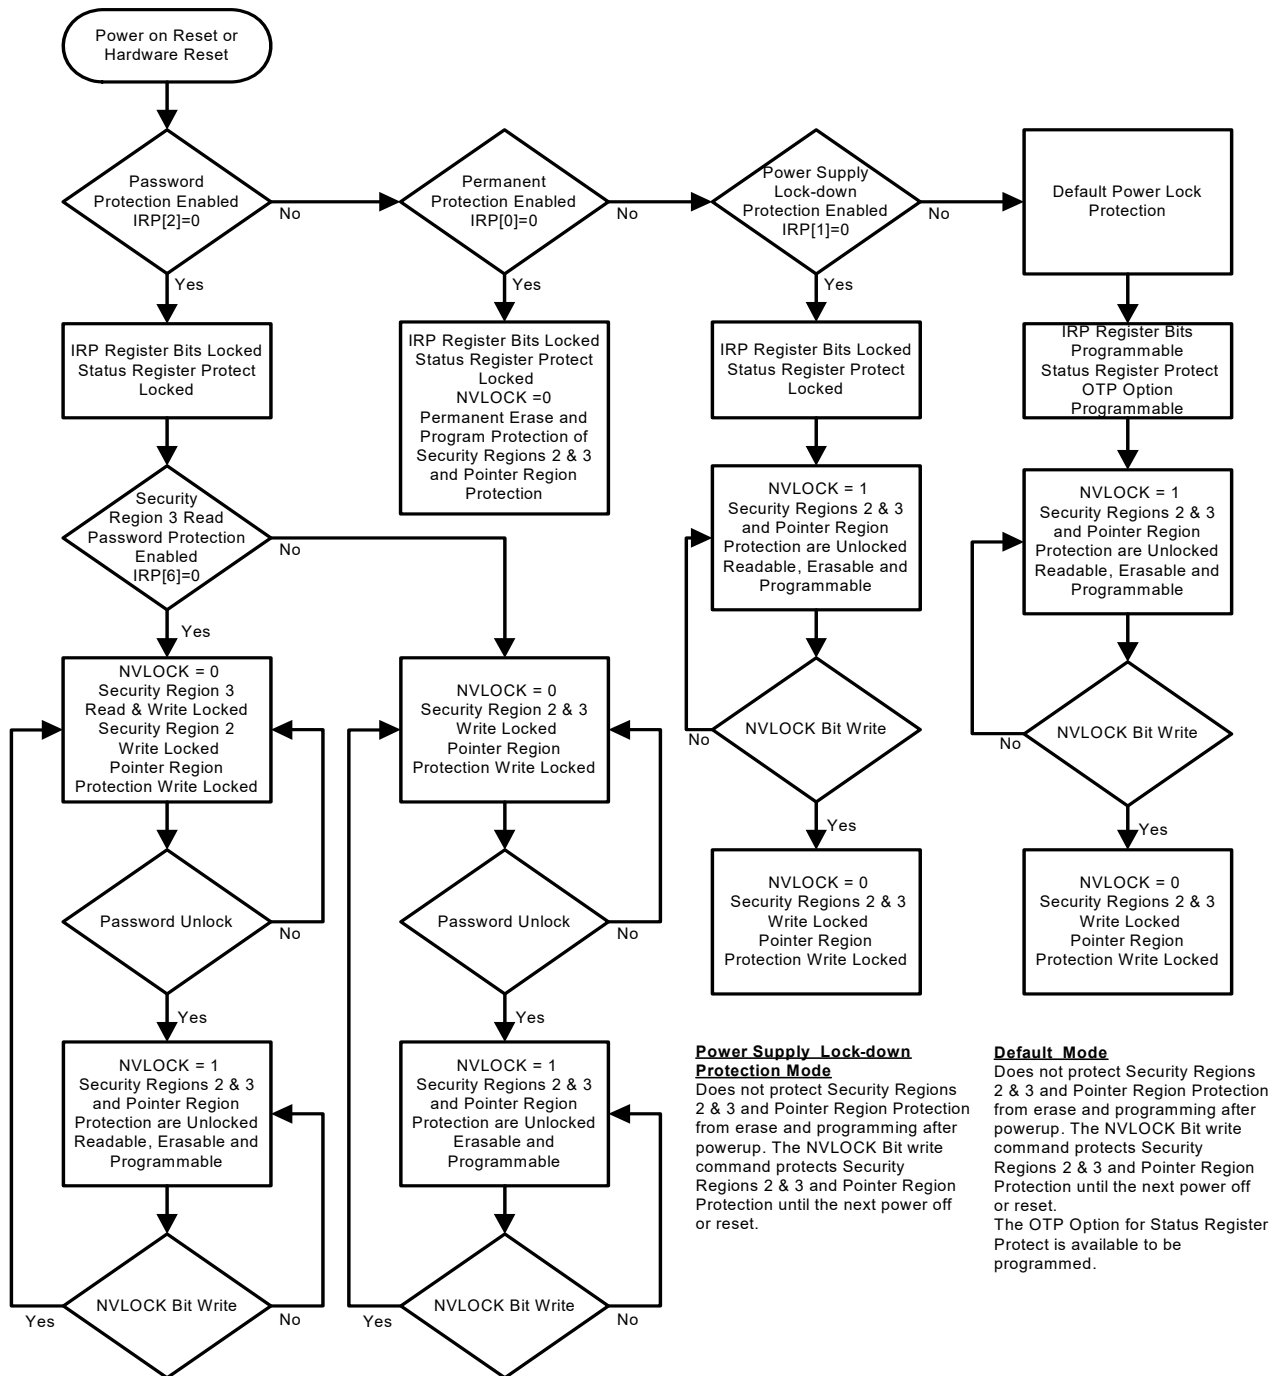 Power on Reset or
Hardware Reset
Password
Protection Enabled
IRP[2]=0
No
Yes
Permanent
Protection Enabled
IRP[0]=0
No
Yes
Power Supply
Lock-down
Protection Enabled
IRP[1]=0
No
Yes
Default Power Lock
Protection
IRP Register Bits Locked
Status Register Protect
Locked
IRP Register Bits Locked
Status Register Protect
Locked
NVLOCK =0
Permanent Erase and
Program Protection of
Security Regions 2 & 3
and Pointer Region
Protection
IRP Register Bits Locked
Status Register Protect
Locked
IRP Register Bits
Programmable
Status Register Protect
OTP Option
Programmable
Security
Region 3 Read
Password Protection
Enabled
IRP[6]=0
No
Yes
NVLOCK = 1
Security Regions 2 & 3
and Pointer Region
Protection are Unlocked
Readable, Erasable and
Programmable
NVLOCK = 1
Security Regions 2 & 3
and Pointer Region
Protection are Unlocked
Readable, Erasable and
Programmable
NVLOCK = 0
Security Region 3
Read & Write Locked
Security Region 2
Write Locked
Pointer Region
Protection Write Locked
NVLOCK = 0
Security Region 2 & 3
Write Locked
Pointer Region
Protection Write Locked
NVLOCK Bit Write
No
Yes
NVLOCK Bit Write
No
Yes
Password Unlock
No
Yes
Password Unlock
No
Yes
NVLOCK = 0
Security Regions 2 & 3
Write Locked
Pointer Region
Protection Write Locked
NVLOCK = 0
Security Regions 2 & 3
Write Locked
Pointer Region
Protection Write Locked
NVLOCK = 1
Security Regions 2 & 3
and Pointer Region
Protection are Unlocked
Readable, Erasable and
Programmable
NVLOCK = 1
Security Regions 2 & 3
and Pointer Region
Protection are Unlocked
Erasable and
Programmable
Power Supply Lock-down
Protection Mode
Does not protect Security Regions
2 & 3 and Pointer Region Protection
from erase and programming after
powerup. The NVLOCK Bit write
command protects Security
Regions 2 & 3 and Pointer Region
Protection until the next power off
or reset.
Default Mode
Does not protect Security Regions
2 & 3 and Pointer Region Protection
from erase and programming after
powerup. The NVLOCK Bit write
command protects Security
Regions 2 & 3 and Pointer Region
Protection until the next power off
or reset.
The OTP Option for Status Register
Protect is available to be
programmed.
NVLOCK Bit Write
Yes
No
NVLOCK Bit Write
Yes
No